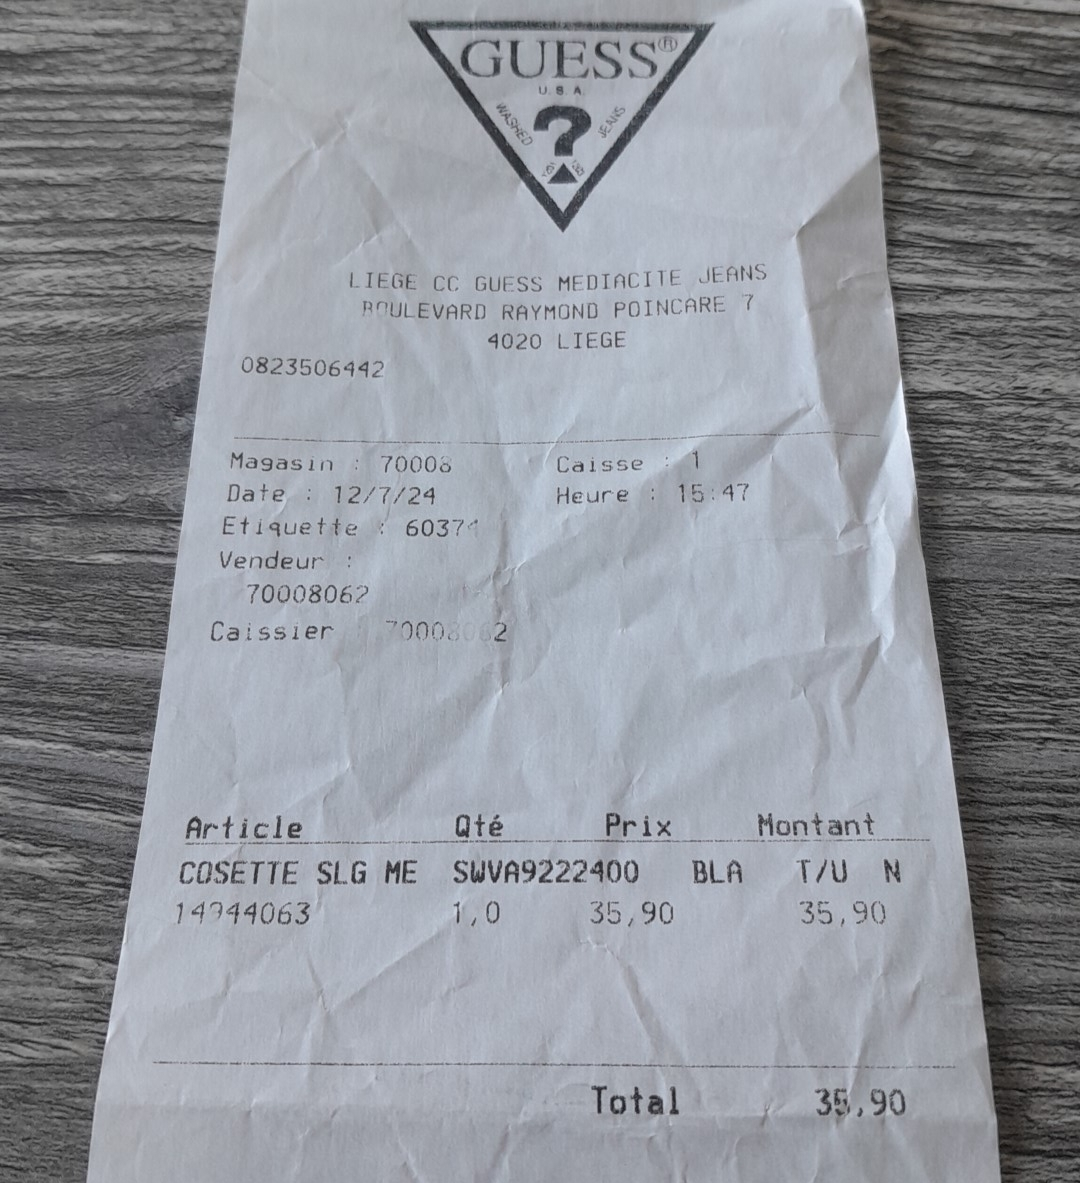 GUESS®
U.S.A.
WASHED JEANS
?
LIEGE CC GUESS MEDIACITE JEANS
BOULEVARD RAYMOND POINCARE 7
4020 LIEGE
0823506442
Magasin : 70008 Caisse : 1
Date : 12/7/24 Heure : 15:47
Etiquette :
Vendeur :
70008062
Caissier : 70008062
Article Qté Prix Montant
COSETTE SLG ME SWVA9222400 BLA T/U N
14944063 1,0 35,90 35,90
Total 35,90